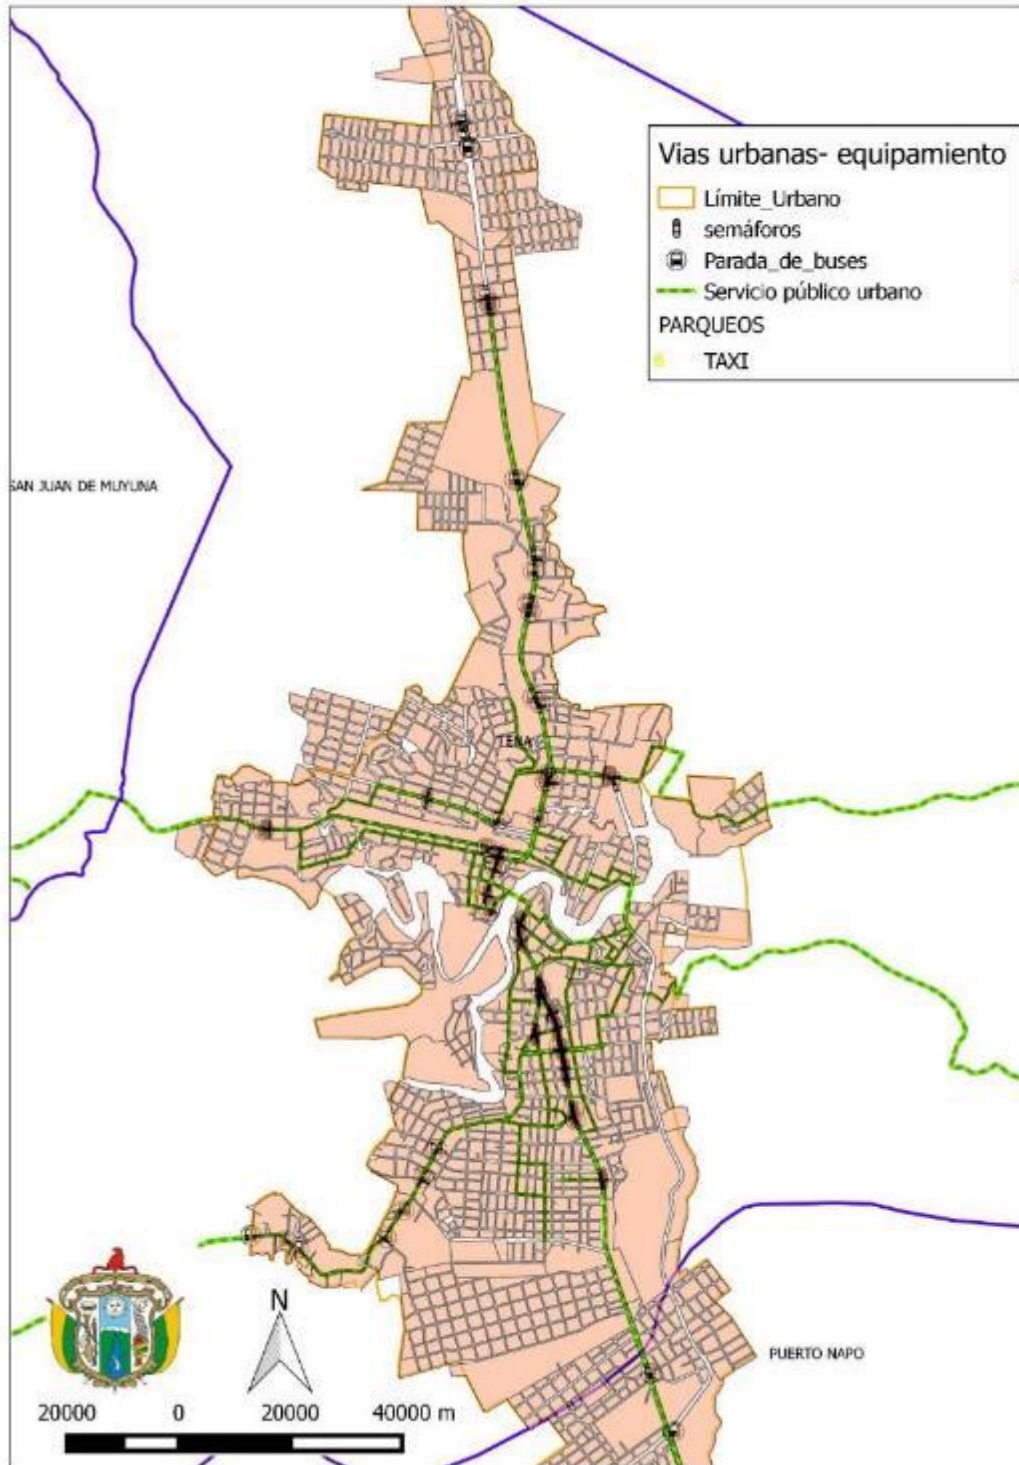 Vias urbanas- equipamiento
Límite_Urbano
semáforos
Parada_de_buses
Servicio público urbano
PARQUEOS
TAXI
SAN JUAN DE MUYUNA
TENA
PUERTO NAPO
N
20000 0 20000 40000 m